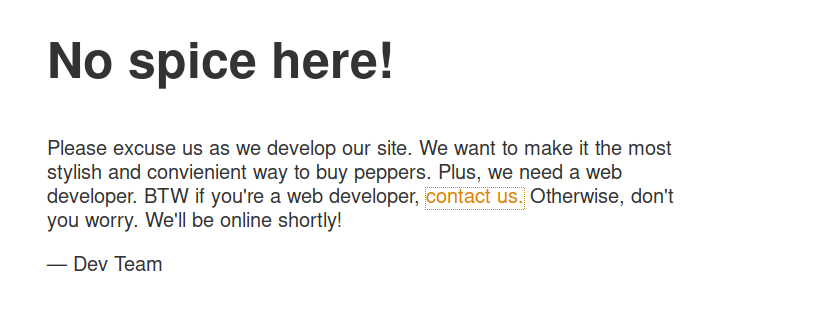 No spice here!
Please excuse us as we develop our site. We want to make it the most
stylish and convienient way to buy peppers. Plus, we need a web
developer. BTW if you're a web developer, contact us. Otherwise, don't
you worry. We'll be online shortly!
— Dev Team